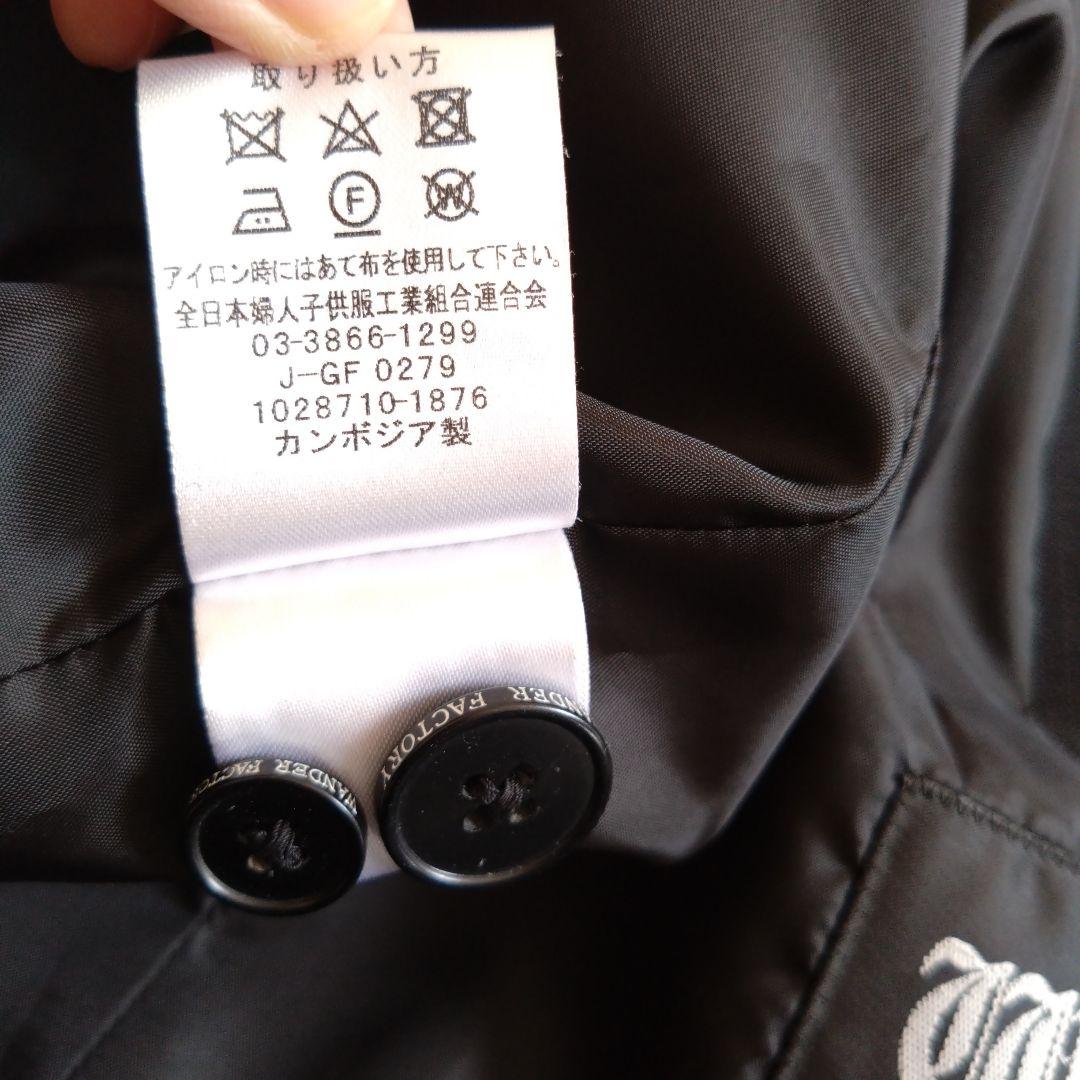 取り扱い方
F
W
アイロン時にはあて布を使用して下さい。
全日本婦人子供服工業組合連合会
03-3866-1299
J-GF 0279
1028710-1876
カンボジア製
WANDER FACTO
ANDER FACTORY